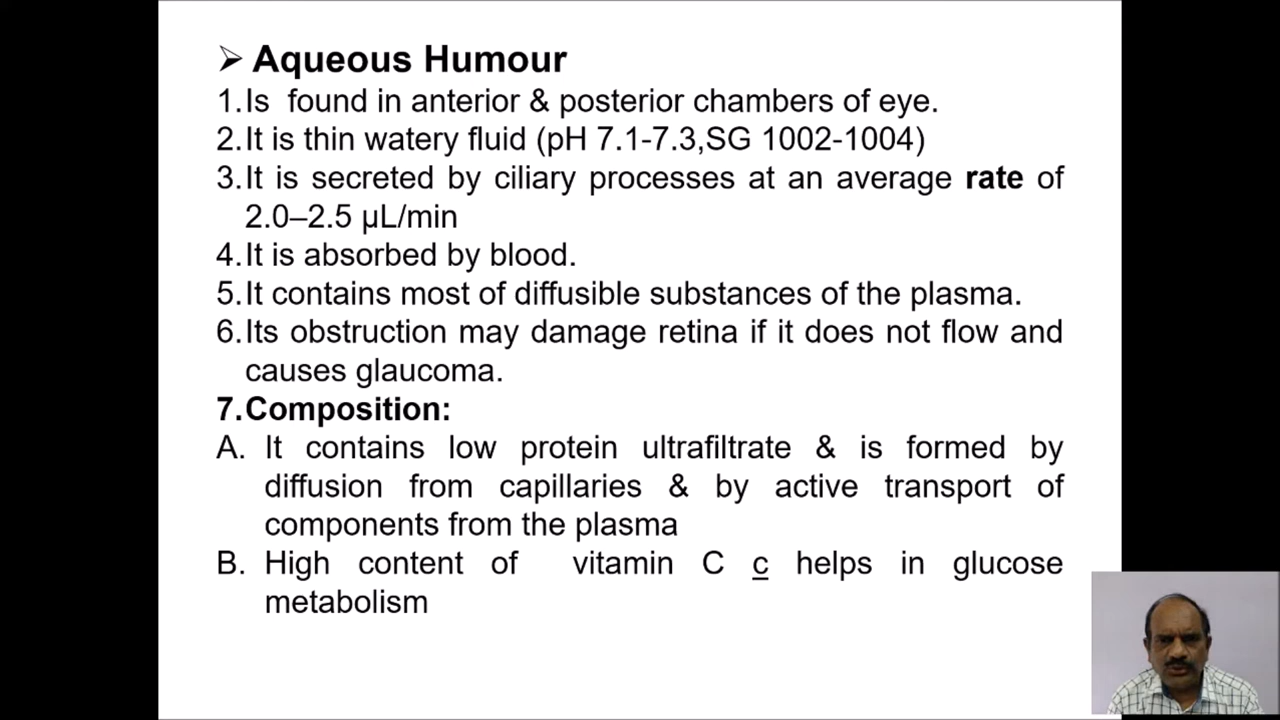 ➢ Aqueous Humour
1.Is found in anterior & posterior chambers of eye.
2.It is thin watery fluid (pH 7.1-7.3,SG 1002-1004)
3.It is secreted by ciliary processes at an average rate of
2.0–2.5 µL/min
4.It is absorbed by blood.
5.It contains most of diffusible substances of the plasma.
6.Its obstruction may damage retina if it does not flow and
causes glaucoma.
7.Composition:
A. It contains low protein ultrafiltrate & is formed by
diffusion from capillaries & by active transport of
components from the plasma
B. High content of vitamin C c helps in glucose
metabolism